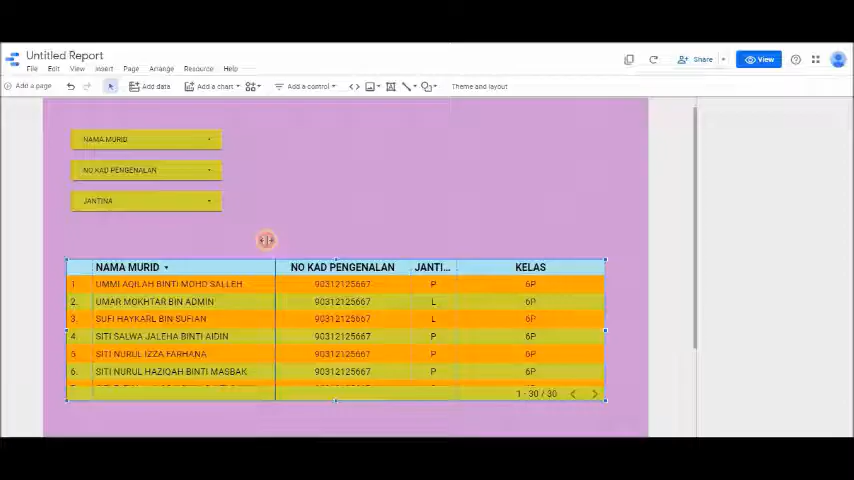 Untitled Report
File Edit View Insert Page Arrange Resource Help
Share View
Add a page Add data Add a chart Add a control Theme and layout
NAMA MURID
NO KAD PENGENALAN
JANTINA
NAMA MURID NO KAD PENGENALAN JANTI... KELAS
1. UMMI AQILAH BINTI MOHD SALLEH 90312125667 P 6P
2. UMAR MOKHTAR BIN ADMIN 90312125667 L 6P
3. SUFI HAYKARL BIN SUFIAN 90312125667 L 6P
4. SITI SALWA JALEHA BINTI AIDIN 90312125667 P 6P
5. SITI NURUL IZZA FARHANA 90312125667 P 6P
6. SITI NURUL HAZIQAH BINTI MASBAK 90312125667 P 6P
1 - 30 / 30